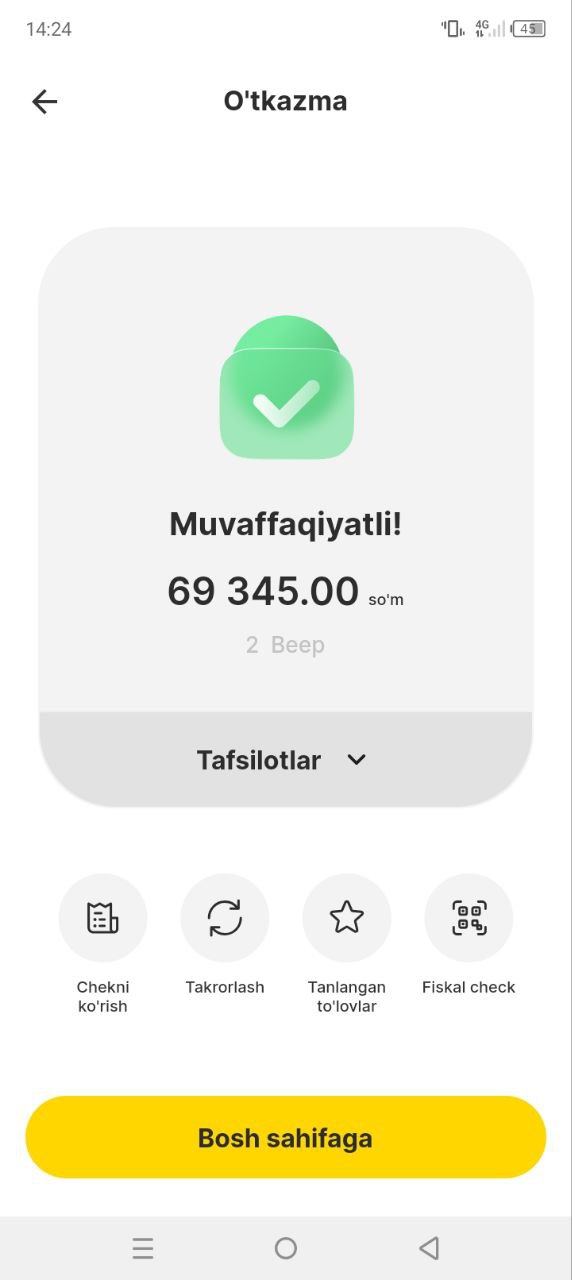 14:24
4G
45
O'tkazma
Muvaffaqiyatli!
69 345.00 so'm
2 Beep
Tafsilotlar
Chekni
ko'rish
Takrorlash
Tanlangan
to'lovlar
Fiskal check
Bosh sahifaga